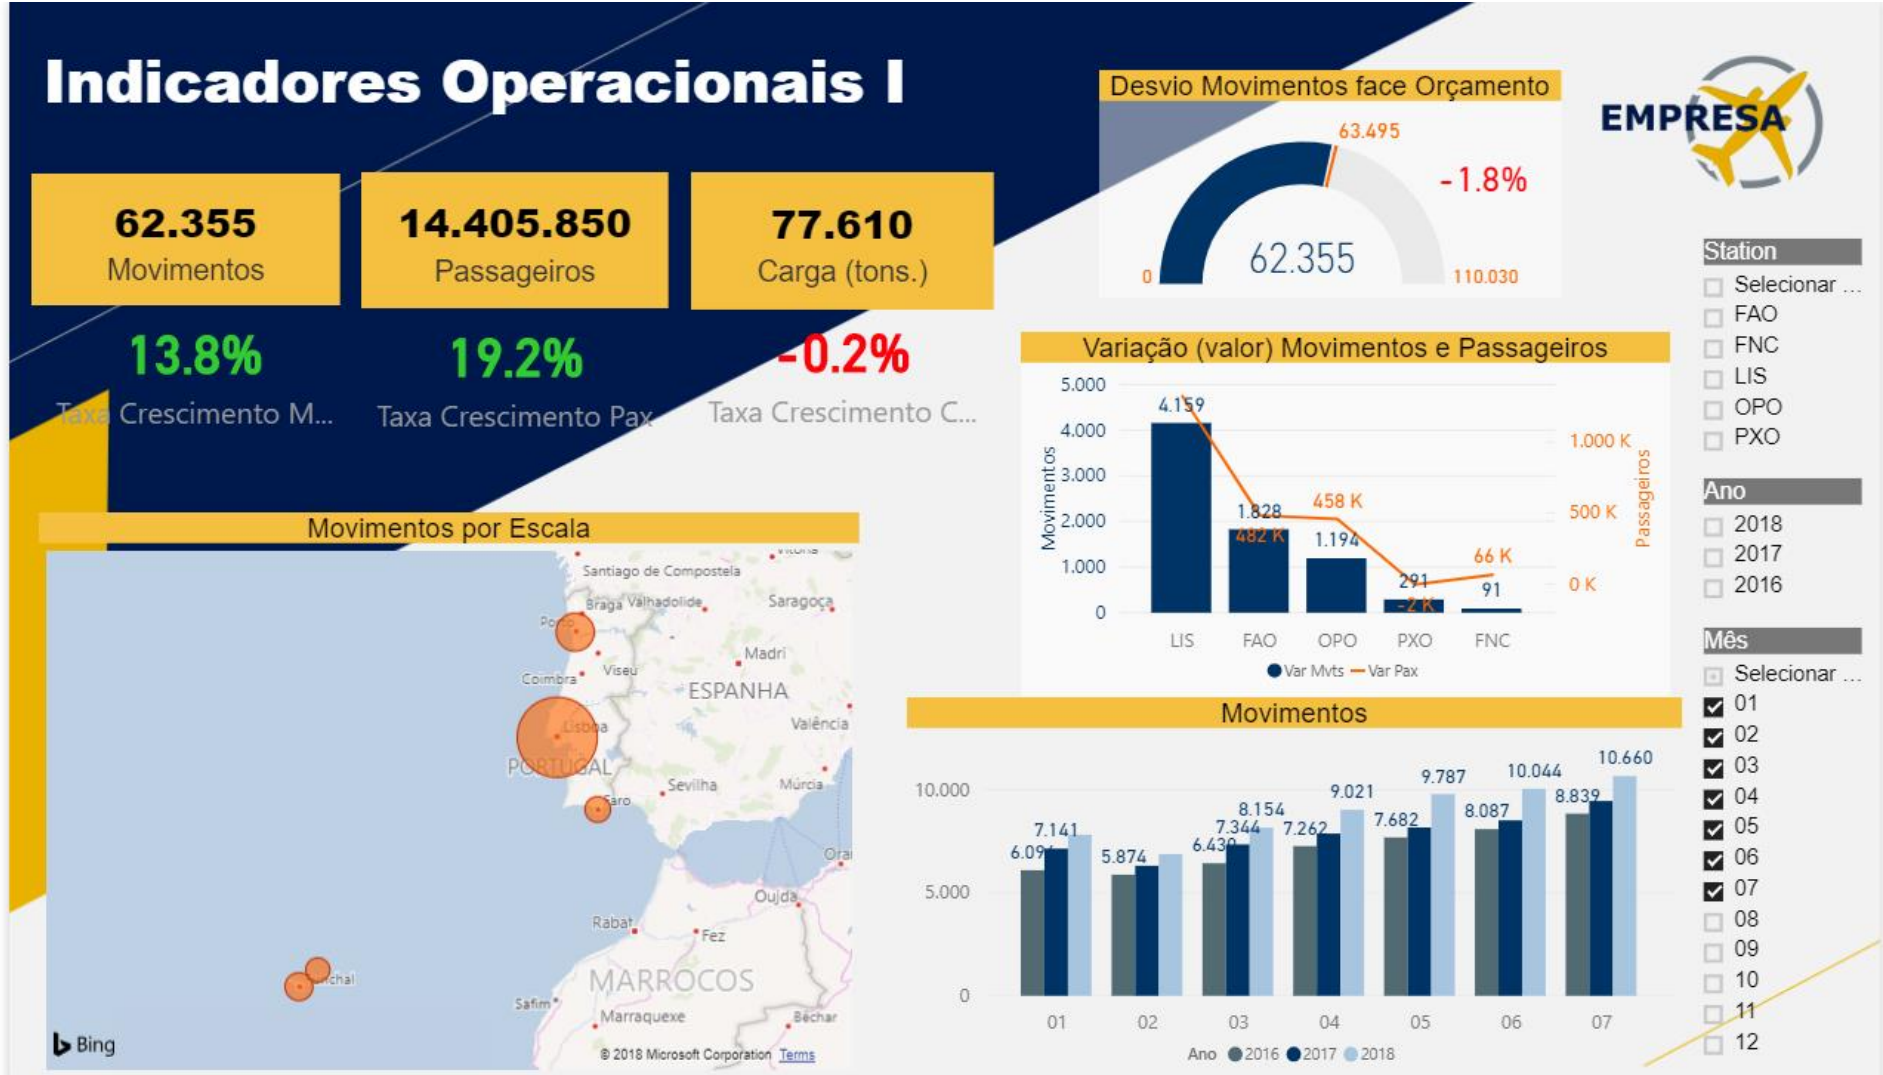 Indicadores Operacionais I
62.355
Movimentos
14.405.850
Passageiros
77.610
Carga (tons.)
13.8%
Taxa Crescimento M...
19.2%
Taxa Crescimento Pax
-0.2%
Taxa Crescimento C...
Desvio Movimentos face Orçamento
63.495
-1.8%
62.355
0
110.030
EMPRESA
Variação (valor) Movimentos e Passageiros
5.000
4.000
3.000
2.000
1.000
0
Movimentos
4.159
1.828
482 K
458 K
1.194
291
-2 K
66 K
91
1.000 K
500 K
0 K
Passageiros
LIS FAO OPO PXO FNC
Var Mvts Var Pax
Movimentos por Escala
Santiago de Compostela
Braga Valhadolide
Saragoça
Porto
Viseu
Madri
Coimbra
ESPANHA
Lisboa
Valência
PORTUGAL
Sevilha
Múrcia
Faro
Oujda
Rabat
Fez
MARROCOS
Safim
Marraquexe
Béchar
Bing
© 2018 Microsoft Corporation Terms
Movimentos
10.000
5.000
0
7.141
5.874
7.344
8.154
7.262
9.021
7.682
9.787
8.087
10.044
8.839
10.660
01 02 03 04 05 06 07
Ano 2016 2017 2018
Station
Selecionar ...
FAO
FNC
LIS
OPO
PXO
Ano
2018
2017
2016
Mês
Selecionar ...
01
02
03
04
05
06
07
08
09
10
11
12